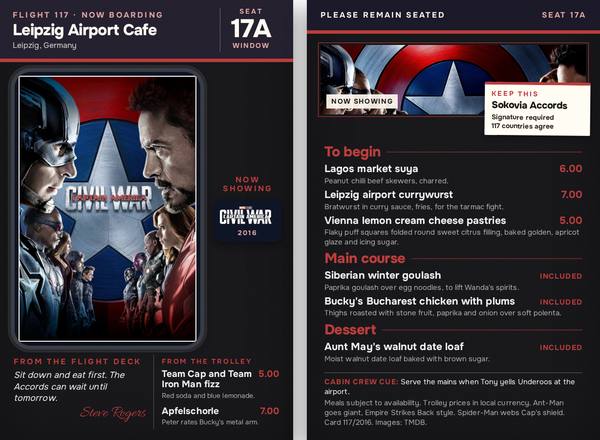 FLIGHT 117 · NOW BOARDING
Leipzig Airport Cafe
Leipzig, Germany
SEAT
17A
WINDOW
CAPTAIN AMERICA
CIVIL WAR
NOW
SHOWING
CAPTAIN AMERICA
CIVIL WAR
2016
FROM THE FLIGHT DECK
Sit down and eat first. The
Accords can wait until
tomorrow.
Steve Rogers
FROM THE TROLLEY
Team Cap and Team 5.00
Iron Man fizz
Red soda and blue lemonade.
Apfelschorle 7.00
Peter rates Bucky's metal arm.
PLEASE REMAIN SEATED
SEAT 17A
NOW SHOWING
KEEP THIS
Sokovia Accords
Signature required
117 countries agree
To begin
Lagos market suya 6.00
Peanut chilli beef skewers, charred.
Leipzig airport currywurst 7.00
Bratwurst in curry sauce, fries, for the tarmac fight.
Vienna lemon cream cheese pastries 5.00
Flaky puff squares folded round sweet citrus filling, baked golden, apricot
glaze and icing sugar.
Main course
Siberian winter goulash INCLUDED
Paprika goulash over egg noodles, to lift Wanda's spirits.
Bucky's Bucharest chicken with plums INCLUDED
Thighs roasted with stone fruit, paprika and onion over soft polenta.
Dessert
Aunt May's walnut date loaf INCLUDED
Moist walnut date loaf baked with brown sugar.
CABIN CREW CUE: Serve the mains when Tony yells Underoos at the
airport.
Meals subject to availability. Trolley prices in local currency. Ant-Man
goes giant, Empire Strikes Back style. Spider-Man webs Cap's shield.
Card 117/2016. Images: TMDB.